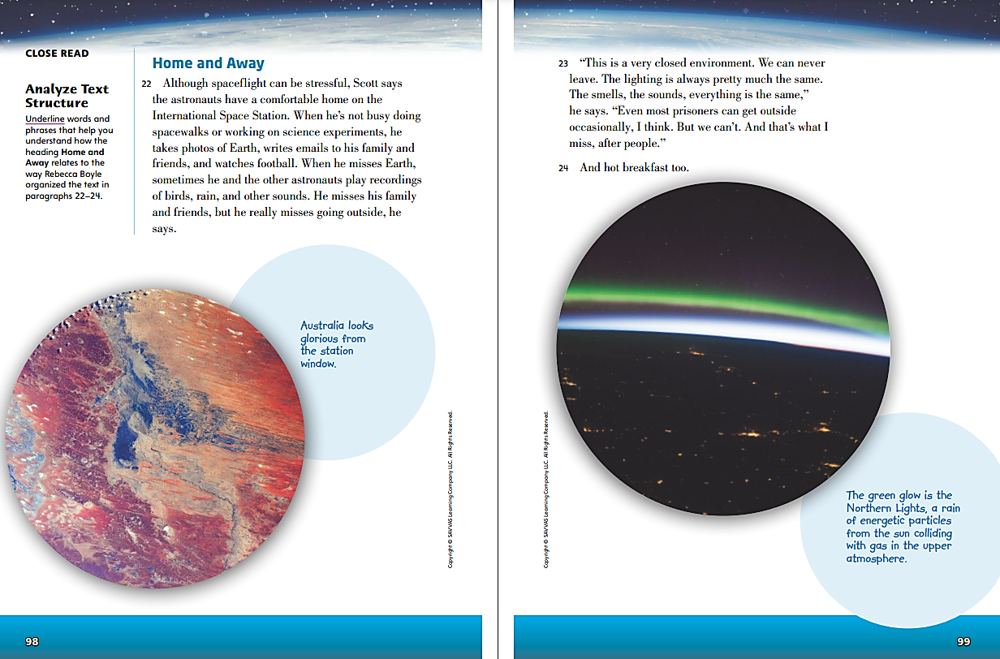 CLOSE READ
Analyze Text
Structure
Underline words and
phrases that help you
understand how the
heading Home and
Away relates to the
way Rebecca Boyle
organized the text in
paragraphs 22–24.
Home and Away
22 Although spaceflight can be stressful, Scott says
the astronauts have a comfortable home on the
International Space Station. When he’s not busy doing
spacewalks or working on science experiments, he
takes photos of Earth, writes emails to his family and
friends, and watches football. When he misses Earth,
sometimes he and the other astronauts play recordings
of birds, rain, and other sounds. He misses his family
and friends, but he really misses going outside, he
says.
Australia looks
glorious from
the station
window.
Copyright © SAVVAS Learning Company LLC. All Rights Reserved.
98
23 “This is a very closed environment. We can never
leave. The lighting is always pretty much the same.
The smells, the sounds, everything is the same,”
he says. “Even most prisoners can get outside
occasionally, I think. But we can’t. And that’s what I
miss, after people.”
24 And hot breakfast too.
Copyright © SAVVAS Learning Company LLC. All Rights Reserved.
The green glow is the
Northern Lights, a rain
of energetic particles
from the sun colliding
with gas in the upper
atmosphere.
99